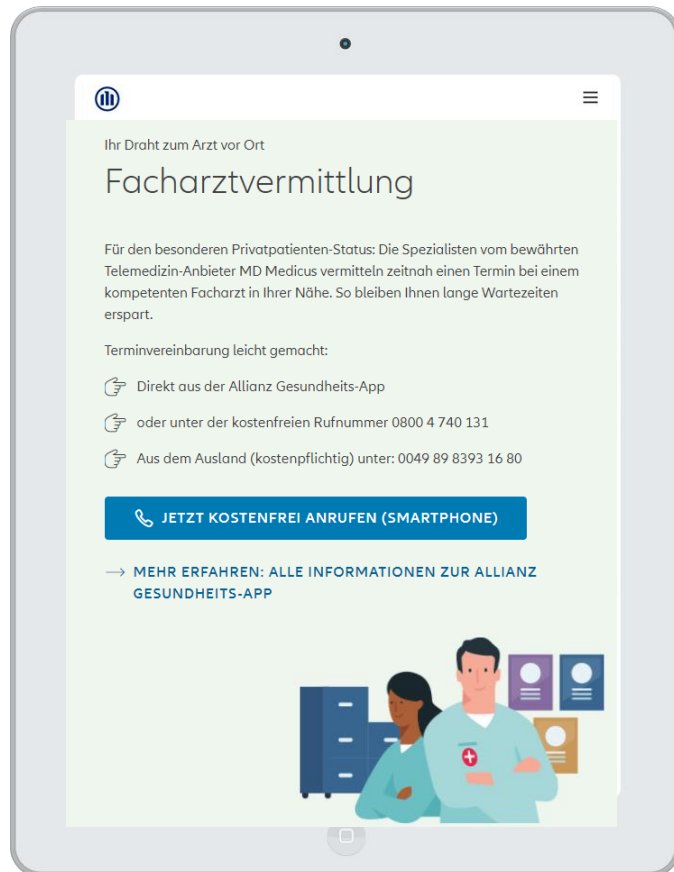 Ihr Draht zum Arzt vor Ort
Facharztvermittlung
Für den besonderen Privatpatienten-Status: Die Spezialisten vom bewährten
Telemedizin-Anbieter MD Medicus vermitteln zeitnah einen Termin bei einem
kompetenten Facharzt in Ihrer Nähe. So bleiben Ihnen lange Wartezeiten
erspart.
Terminvereinbarung leicht gemacht:
Direkt aus der Allianz Gesundheits-App
oder unter der kostenfreien Rufnummer 0800 4 740 131
Aus dem Ausland (kostenpflichtig) unter: 0049 89 8393 16 80
JETZT KOSTENFREI ANRUFEN (SMARTPHONE)
MEHR ERFAHREN: ALLE INFORMATIONEN ZUR ALLIANZ
GESUNDHEITS-APP